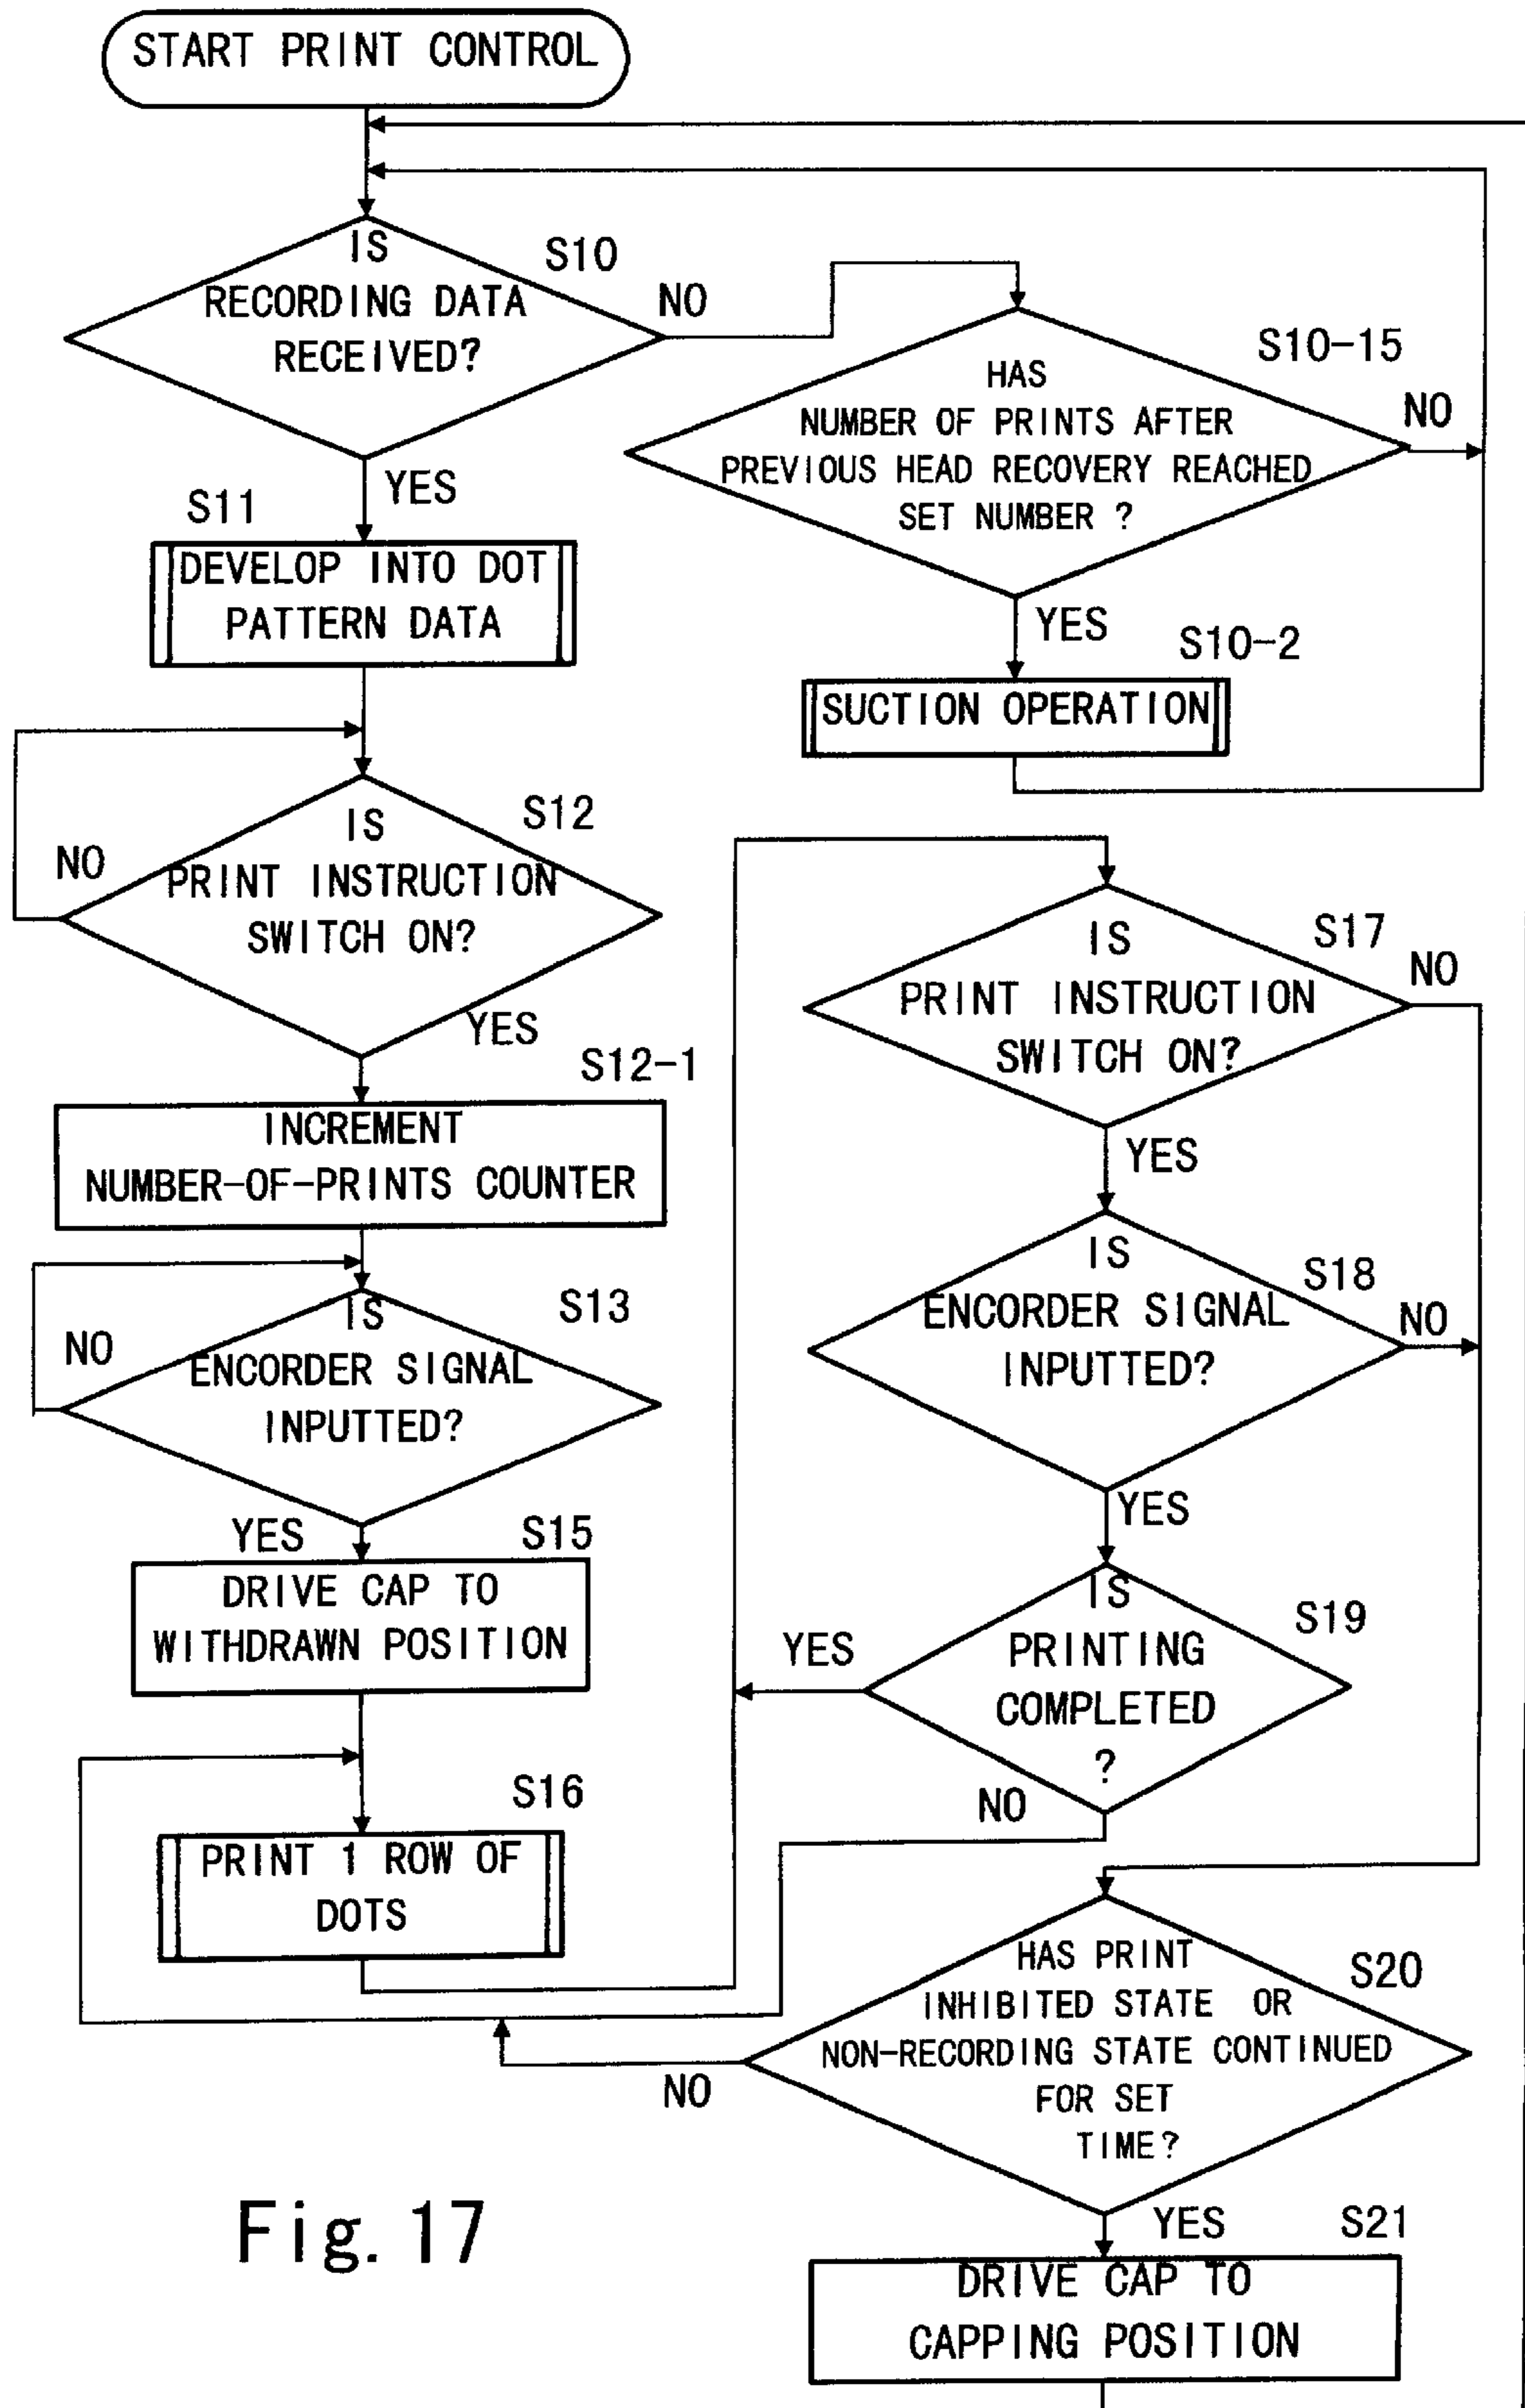 START PRINT CONTROL
IS
RECORDING DATA
RECEIVED?
S10
NO
YES
HAS
NUMBER OF PRINTS AFTER
PREVIOUS HEAD RECOVERY REACHED
SET NUMBER ?
S10-15
NO
YES
S11
DEVELOP INTO DOT
PATTERN DATA
S10-2
SUCTION OPERATION
IS
PRINT INSTRUCTION
SWITCH ON?
S12
NO
YES
S12-1
INCREMENT
NUMBER-OF-PRINTS COUNTER
IS
ENCORDER SIGNAL
INPUTTED?
S13
NO
YES
S15
DRIVE CAP TO
WITHDRAWN POSITION
S16
PRINT 1 ROW OF
DOTS
IS
PRINT INSTRUCTION
SWITCH ON?
S17
NO
YES
IS
ENCORDER SIGNAL
INPUTTED?
S18
NO
YES
IS
PRINTING
COMPLETED
?
S19
YES
NO
HAS PRINT
INHIBITED STATE OR
NON-RECORDING STATE CONTINUED
FOR SET
TIME?
S20
NO
YES
S21
DRIVE CAP TO
CAPPING POSITION
Fig. 17